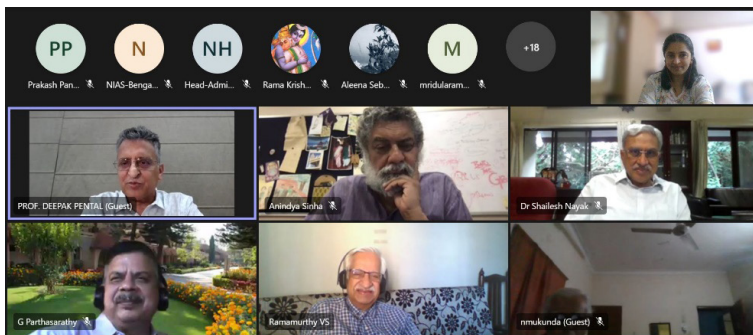 PP
N
NH
M
+18
Prakash Pan...
NIAS-Benga...
Head-Admi...
Rama Krish...
Aleena Seb...
mridularam...
PROF. DEEPAK PENTAL (Guest)
Anindya Sinha
Dr Shailesh Nayak
G Parthasarathy
Ramamurthy VS
nmukunda (Guest)